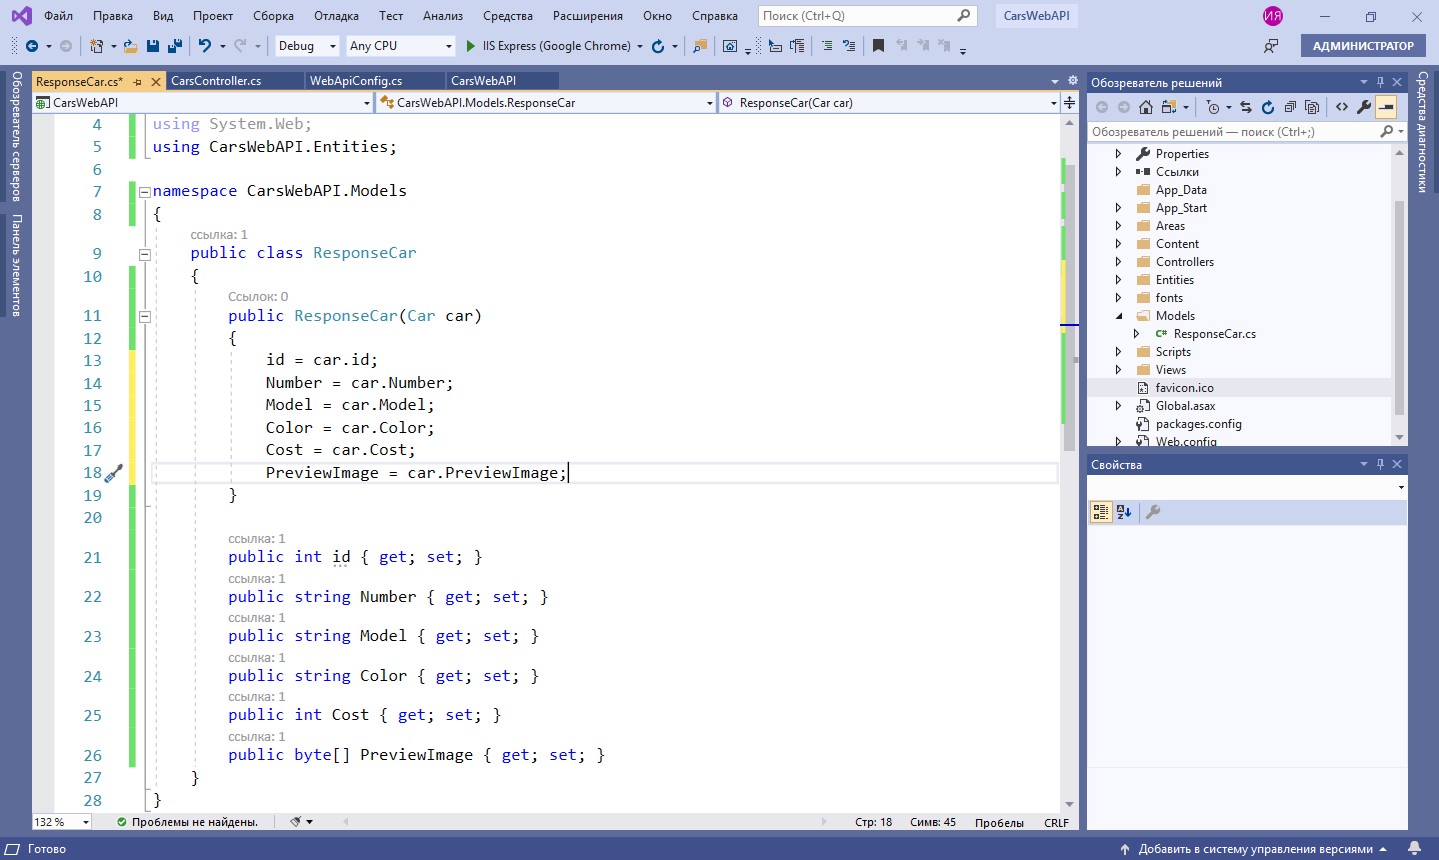 Файл Правка Вид Проект Сборка Отладка Тест Анализ Средства Расширения Окно Справка Поиск (Ctrl+Q) CarsWebAPI ИЯ
Debug Any CPU IIS Express (Google Chrome) АДМИНИСТРАТОР
Обозреватель серверов
Панель элементов
ResponseCar.cs* CarsController.cs WebApiConfig.cs CarsWebAPI
CarsWebAPI CarsWebAPI.Models.ResponseCar ResponseCar(Car car)
4 using System.Web;
5 using CarsWebAPI.Entities;
6
7 namespace CarsWebAPI.Models
8 {
ссылка: 1
9 public class ResponseCar
10 {
Ссылок: 0
11 public ResponseCar(Car car)
12 {
13 id = car.id;
14 Number = car.Number;
15 Model = car.Model;
16 Color = car.Color;
17 Cost = car.Cost;
18 PreviewImage = car.PreviewImage;
19 }
20
ссылка: 1
21 public int id { get; set; }
ссылка: 1
22 public string Number { get; set; }
ссылка: 1
23 public string Model { get; set; }
ссылка: 1
24 public string Color { get; set; }
ссылка: 1
25 public int Cost { get; set; }
ссылка: 1
26 public byte[] PreviewImage { get; set; }
27 }
28 }
132 % Проблемы не найдены. Стр: 18 Симв: 45 Пробелы CRLF
Обозреватель решений
Обозреватель решений — поиск (Ctrl+;)
Properties
Ссылки
App_Data
App_Start
Areas
Content
Controllers
Entities
fonts
Models
C# ResponseCar.cs
Scripts
Views
favicon.ico
Global.asax
packages.config
Web.config
Свойства
Средства диагностики
Готово Добавить в систему управления версиями